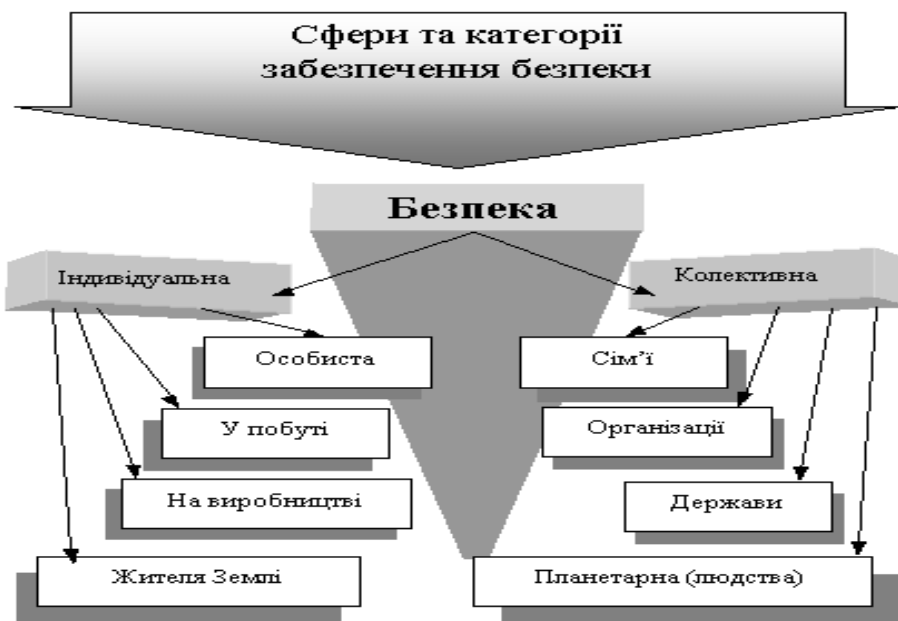 Сфери та категорії
забезпечення безпеки
Безпека
Індивідуальна
Колективна
Особиста
Сім’ї
У побуті
Організації
На виробництві
Держави
Жителя Землі
Планетарна (людства)